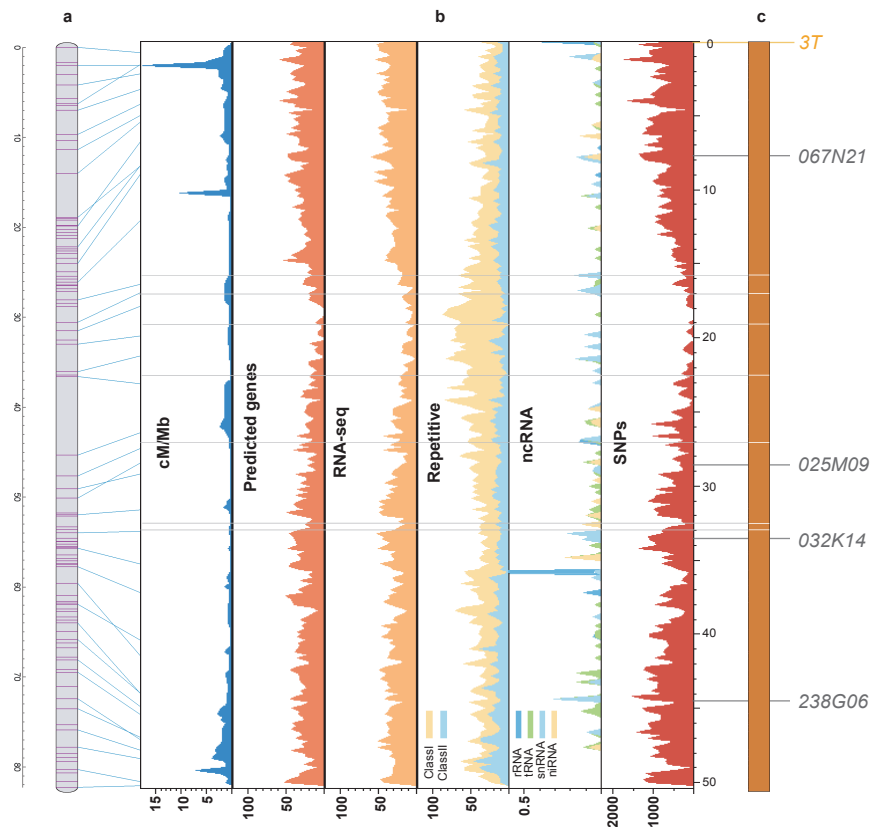 a
b
c
0
10
20
30
40
50
60
70
80
cM/Mb
Predicted genes
RNA-seq
Repetitive
ncRNA
SNPs
ClassI
ClassII
rRNA
tRNA
snRNA
niRNA
15
10
5
100
50
100
50
100
50
0.5
2000
1000
0
10
20
30
40
50
3T
067N21
025M09
032K14
238G06